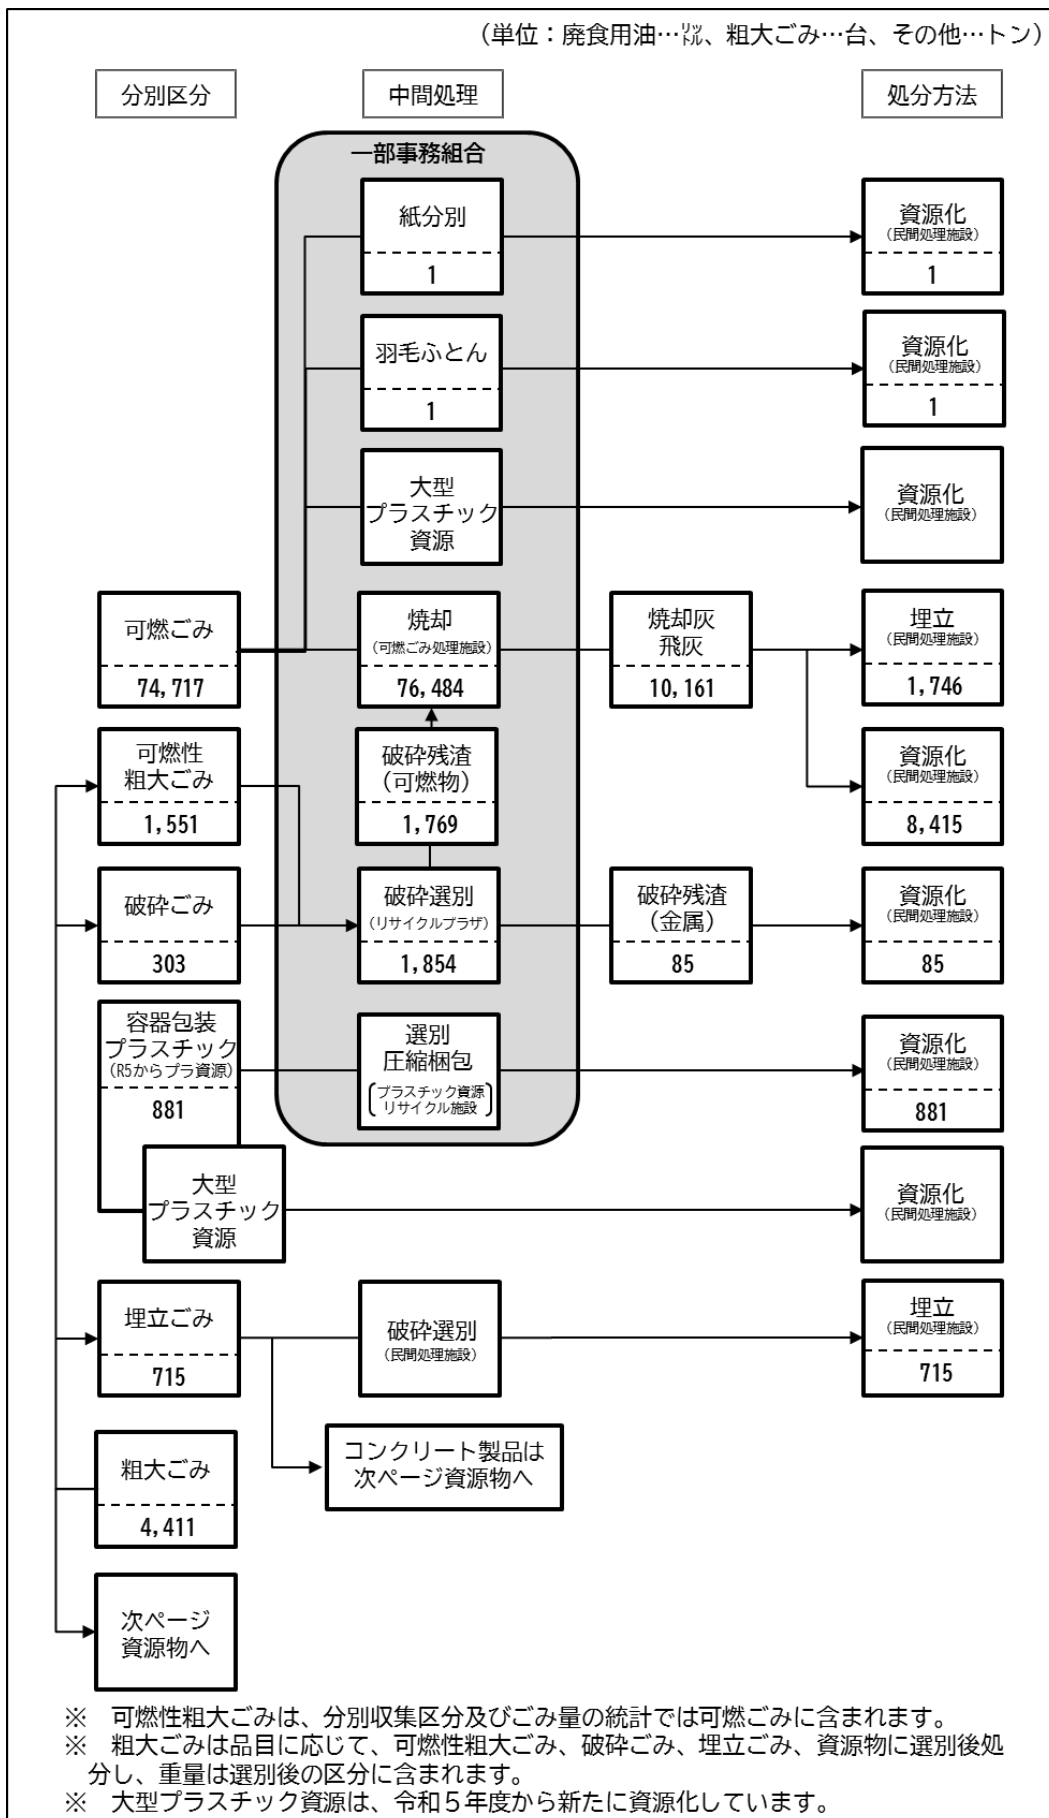 （単位：廃食用油…㍑、粗大ごみ…台、その他…トン）
分別区分
中間処理
処分方法
一部事務組合
紙分別
1
資源化
（民間処理施設）
1
羽毛ふとん
1
資源化
（民間処理施設）
1
大型
プラスチック
資源
資源化
（民間処理施設）
可燃ごみ
74,717
焼却
（可燃ごみ処理施設）
76,484
焼却灰
飛灰
10,161
埋立
（民間処理施設）
1,746
可燃性
粗大ごみ
1,551
破砕残渣
（可燃物）
1,769
資源化
（民間処理施設）
8,415
破砕ごみ
303
破砕選別
（リサイクルプラザ）
1,854
破砕残渣
（金属）
85
資源化
（民間処理施設）
85
容器包装
プラスチック
（R5からプラ資源）
881
選別
圧縮梱包
プラスチック資源
リサイクル施設
資源化
（民間処理施設）
881
大型
プラスチック
資源
資源化
（民間処理施設）
埋立ごみ
715
破砕選別
（民間処理施設）
埋立
（民間処理施設）
715
コンクリート製品は
次ページ資源物へ
粗大ごみ
4,411
次ページ
資源物へ
※　可燃性粗大ごみは、分別収集区分及びごみ量の統計では可燃ごみに含まれます。
※　粗大ごみは品目に応じて、可燃性粗大ごみ、破砕ごみ、埋立ごみ、資源物に選別後処
分し、重量は選別後の区分に含まれます。
※　大型プラスチック資源は、令和５年度から新たに資源化しています。